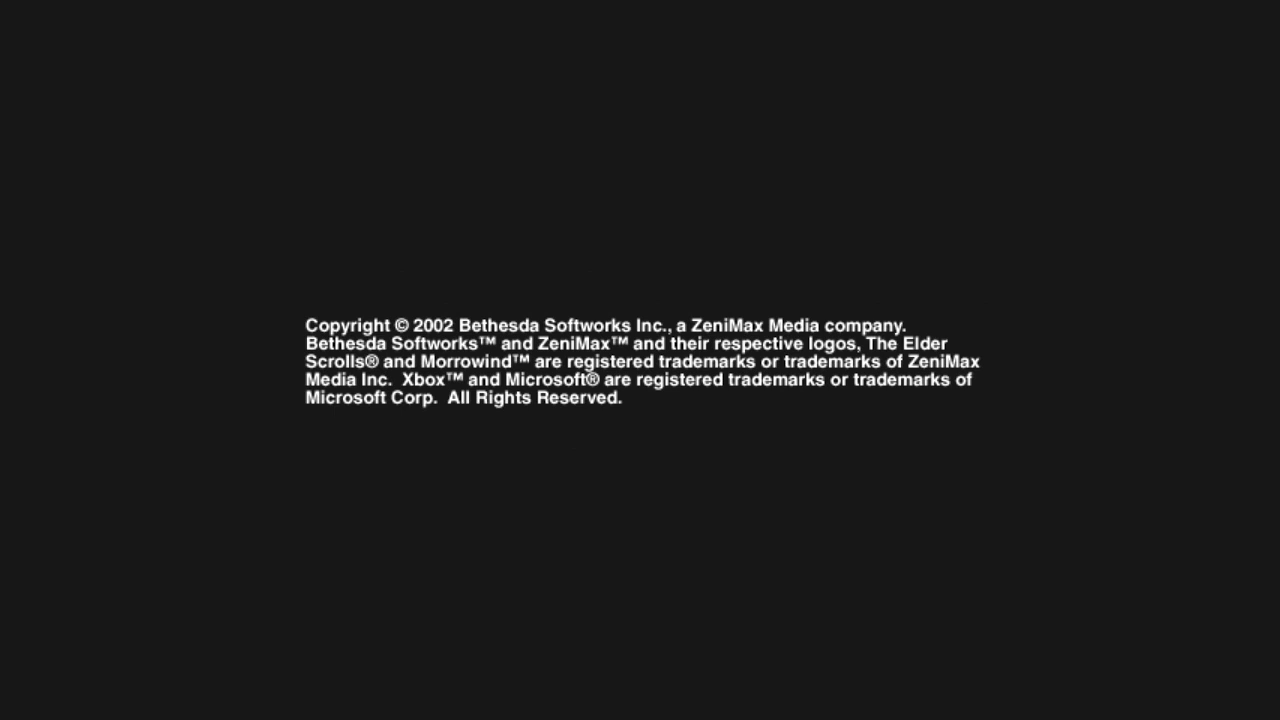 Copyright © 2002 Bethesda Softworks Inc., a ZeniMax Media company.
Bethesda Softworks™ and ZeniMax™ and their respective logos, The Elder
Scrolls® and Morrowind™ are registered trademarks or trademarks of ZeniMax
Media Inc.  Xbox™ and Microsoft® are registered trademarks or trademarks of
Microsoft Corp.  All Rights Reserved.